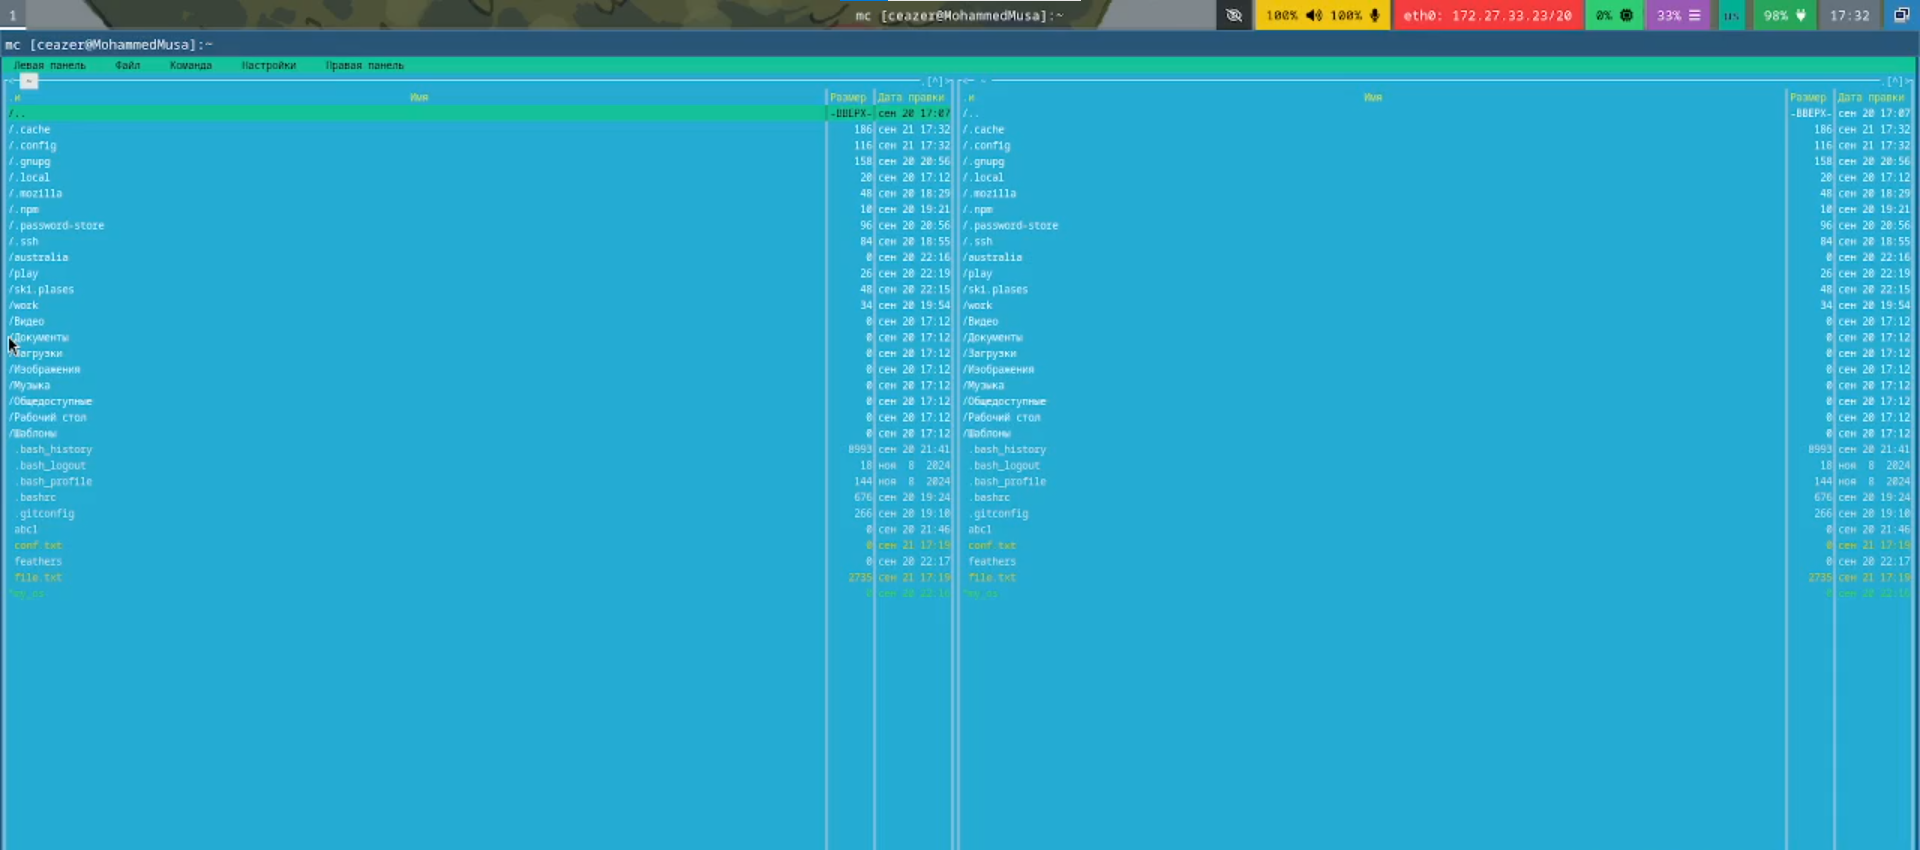 1 mc [ceazer@MohammedMusa]:~ 100% 100% eth0: 172.27.33.23/20 0% 33% us 98% 17:32
mc [ceazer@MohammedMusa]:~
Левая панель Файл Команда Настройки Правая панель
<─ ~ .[^]> <─ ~ .[^]>
.и Имя Размер Дата правки .и Имя Размер Дата правки
/.. -ВВЕРХ- сен 20 17:07 /.. -ВВЕРХ- сен 20 17:07
/.cache 186 сен 21 17:32 /.cache 186 сен 21 17:32
/.config 116 сен 21 17:32 /.config 116 сен 21 17:32
/.gnupg 158 сен 20 20:56 /.gnupg 158 сен 20 20:56
/.local 20 сен 20 17:12 /.local 20 сен 20 17:12
/.mozilla 48 сен 20 18:29 /.mozilla 48 сен 20 18:29
/.npm 10 сен 20 19:21 /.npm 10 сен 20 19:21
/.password-store 96 сен 20 20:56 /.password-store 96 сен 20 20:56
/.ssh 84 сен 20 18:55 /.ssh 84 сен 20 18:55
/australia 0 сен 20 22:16 /australia 0 сен 20 22:16
/play 26 сен 20 22:19 /play 26 сен 20 22:19
/ski.plases 48 сен 20 22:15 /ski.plases 48 сен 20 22:15
/work 34 сен 20 19:54 /work 34 сен 20 19:54
/Видео 0 сен 20 17:12 /Видео 0 сен 20 17:12
/Документы 0 сен 20 17:12 /Документы 0 сен 20 17:12
/Загрузки 0 сен 20 17:12 /Загрузки 0 сен 20 17:12
/Изображения 0 сен 20 17:12 /Изображения 0 сен 20 17:12
/Музыка 0 сен 20 17:12 /Музыка 0 сен 20 17:12
/Общедоступные 0 сен 20 17:12 /Общедоступные 0 сен 20 17:12
/Рабочий стол 0 сен 20 17:12 /Рабочий стол 0 сен 20 17:12
/Шаблоны 0 сен 20 17:12 /Шаблоны 0 сен 20 17:12
.bash_history 8993 сен 20 21:41 .bash_history 8993 сен 20 21:41
.bash_logout 18 ноя 8 2024 .bash_logout 18 ноя 8 2024
.bash_profile 144 ноя 8 2024 .bash_profile 144 ноя 8 2024
.bashrc 676 сен 20 19:24 .bashrc 676 сен 20 19:24
.gitconfig 266 сен 20 19:10 .gitconfig 266 сен 20 19:10
abc1 0 сен 20 21:46 abc1 0 сен 20 21:46
conf.txt 0 сен 21 17:19 conf.txt 0 сен 21 17:19
feathers 0 сен 20 22:17 feathers 0 сен 20 22:17
file.txt 2735 сен 21 17:19 file.txt 2735 сен 21 17:19
*my_os 0 сен 20 *my_os 0 сен 20